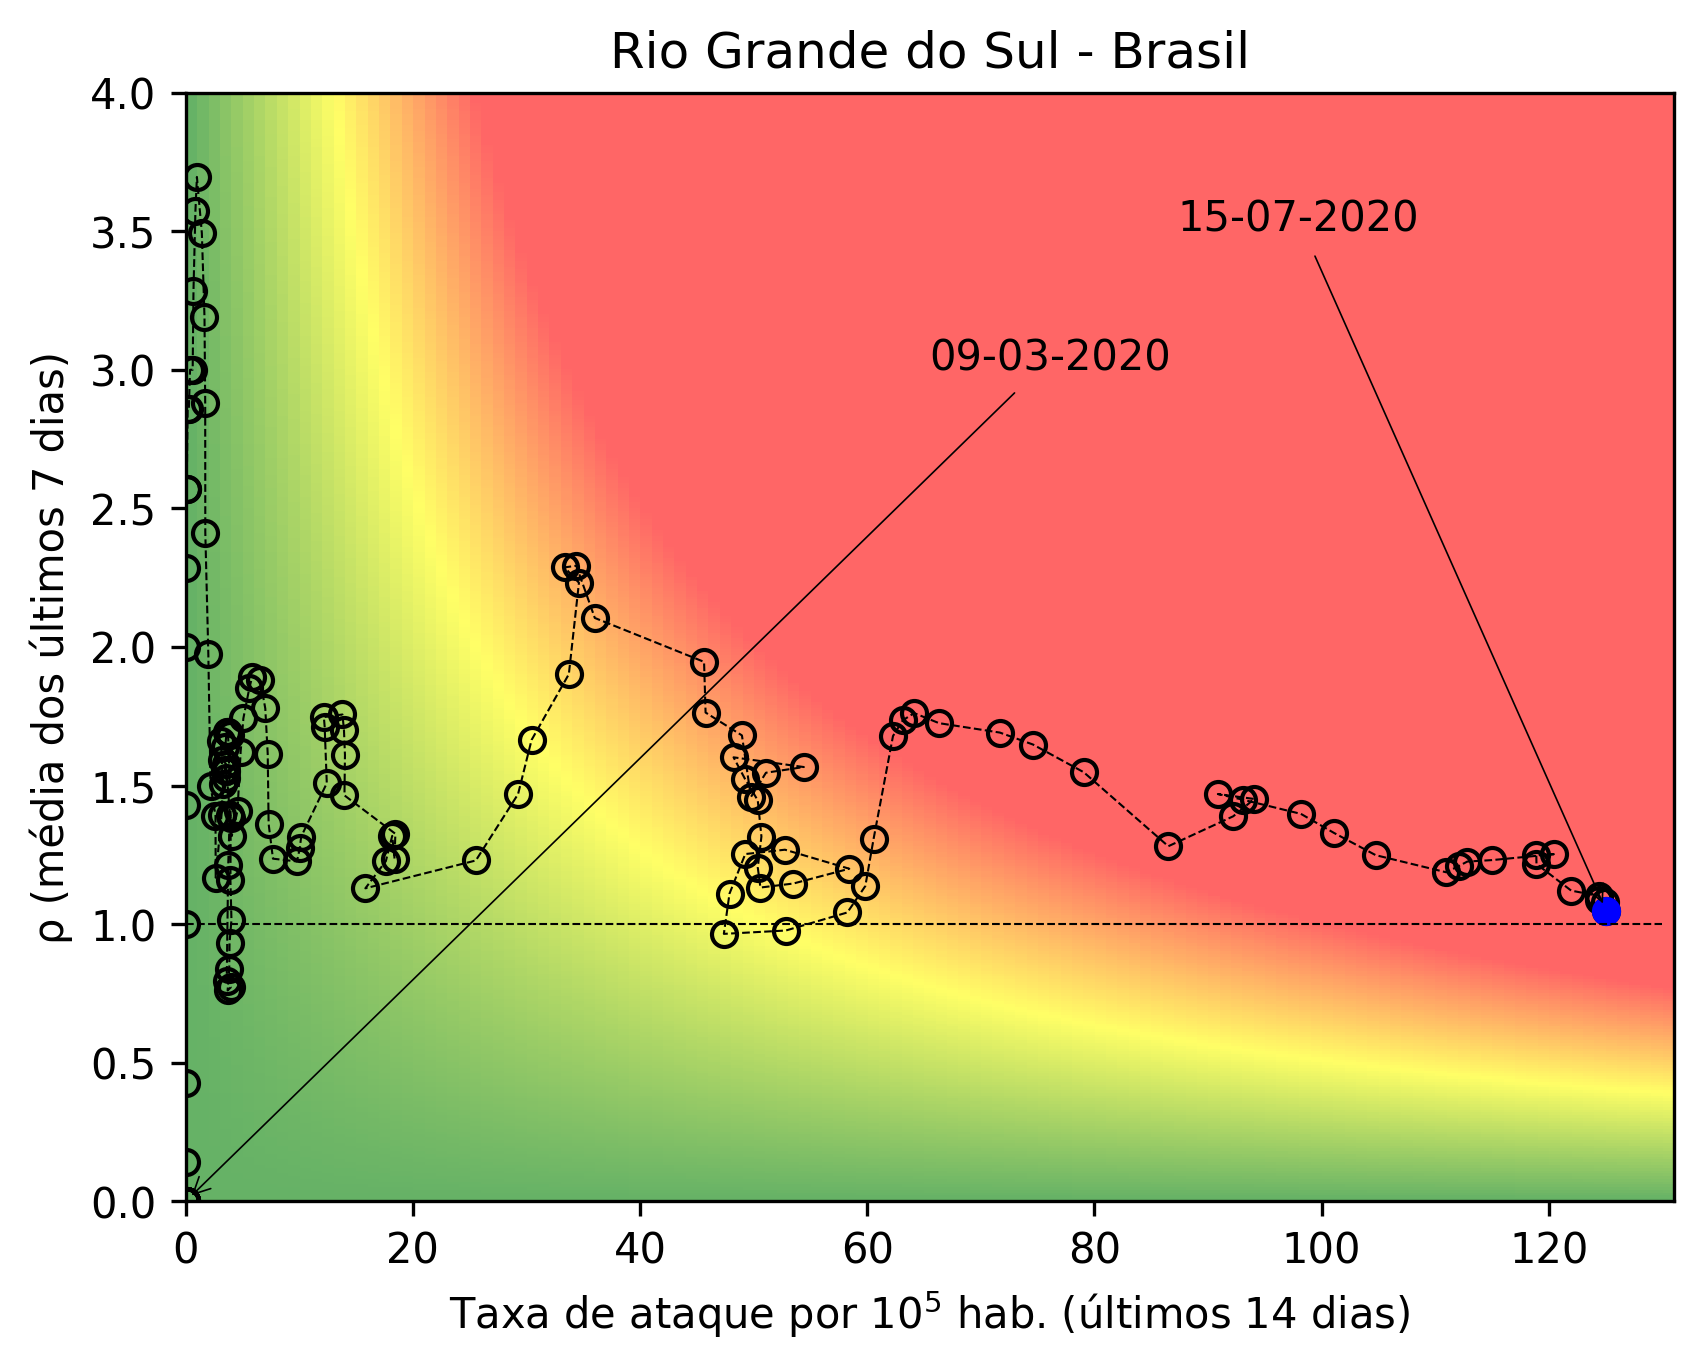 Rio Grande do Sul - Brasil
4.0
3.5
3.0
2.5
2.0
1.5
1.0
0.5
0.0
ρ (média dos últimos 7 dias)
15-07-2020
09-03-2020
0 20 40 60 80 100 120
Taxa de ataque por 10⁵ hab. (últimos 14 dias)